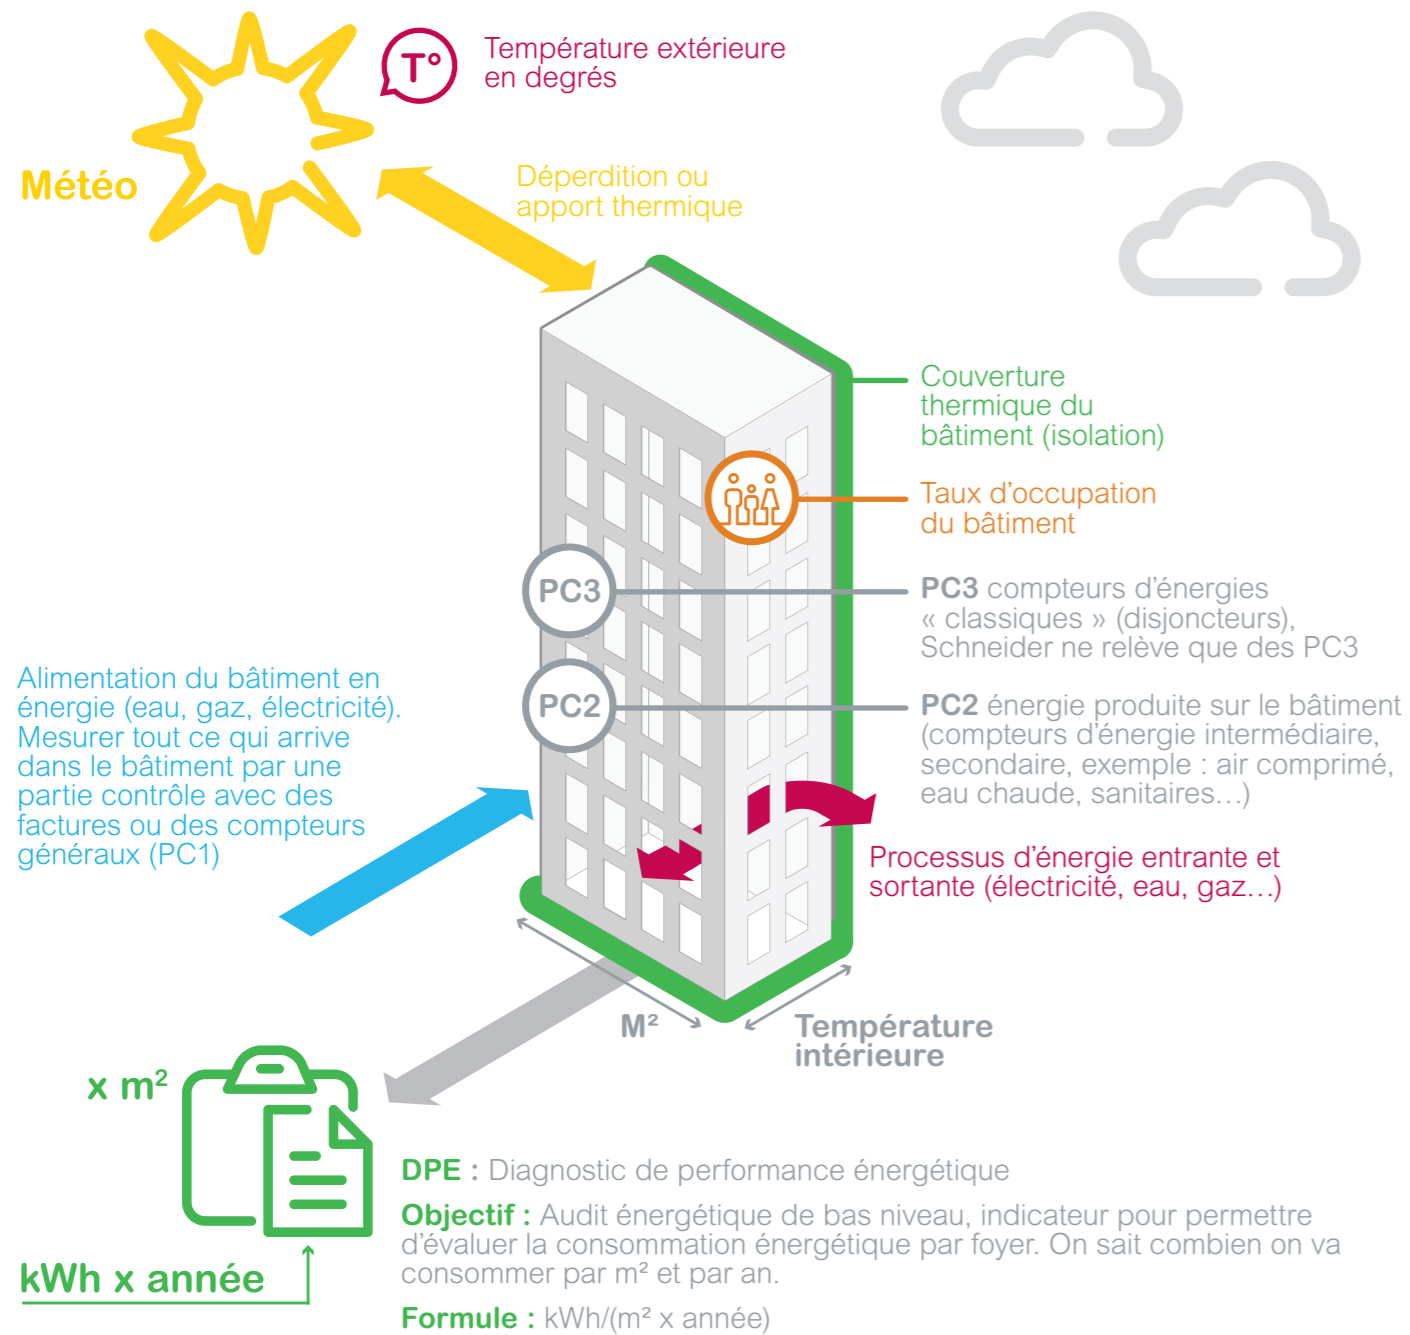 T°
Température extérieure
en degrés
Météo
Déperdition ou
apport thermique
Couverture
thermique du
bâtiment (isolation)
Taux d’occupation
du bâtiment
PC3
PC3 compteurs d’énergies
« classiques » (disjoncteurs),
Schneider ne relève que des PC3
Alimentation du bâtiment en
énergie (eau, gaz, électricité).
Mesurer tout ce qui arrive
dans le bâtiment par une
partie contrôle avec des
factures ou des compteurs
généraux (PC1)
PC2
PC2 énergie produite sur le bâtiment
(compteurs d’énergie intermédiaire,
secondaire, exemple : air comprimé,
eau chaude, sanitaires…)
Processus d’énergie entrante et
sortante (électricité, eau, gaz…)
M²
Température
intérieure
x m²
kWh x année
DPE : Diagnostic de performance énergétique
Objectif : Audit énergétique de bas niveau, indicateur pour permettre
d’évaluer la consommation énergétique par foyer. On sait combien on va
consommer par m² et par an.
Formule : kWh/(m² x année)